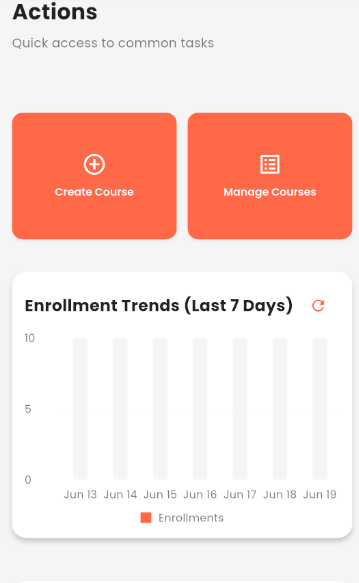 Actions
Quick access to common tasks
Create Course
Manage Courses
Enrollment Trends (Last 7 Days)
10
5
0
Jun 13 Jun 14 Jun 15 Jun 16 Jun 17 Jun 18 Jun 19
Enrollments